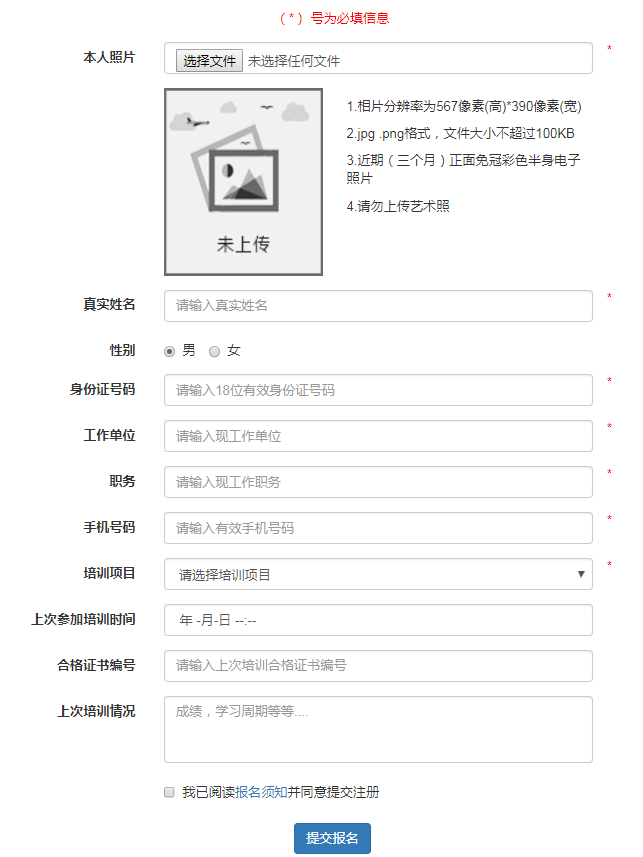 （ * ） 号为必填信息
本人照片 选择文件 未选择任何文件 *
未上传
1.相片分辨率为567像素(高)*390像素(宽)
2.jpg .png格式，文件大小不超过100KB
3.近期（三个月）正面免冠彩色半身电子
照片
4.请勿上传艺术照
真实姓名 请输入真实姓名 *
性别 男 女
身份证号码 请输入18位有效身份证号码 *
工作单位 请输入现工作单位 *
职务 请输入现工作职务 *
手机号码 请输入有效手机号码 *
培训项目 请选择培训项目 *
上次参加培训时间 年 -月-日 --:--
合格证书编号 请输入上次培训合格证书编号
上次培训情况 成绩，学习周期等等....
我已阅读报名须知并同意提交注册
提交报名